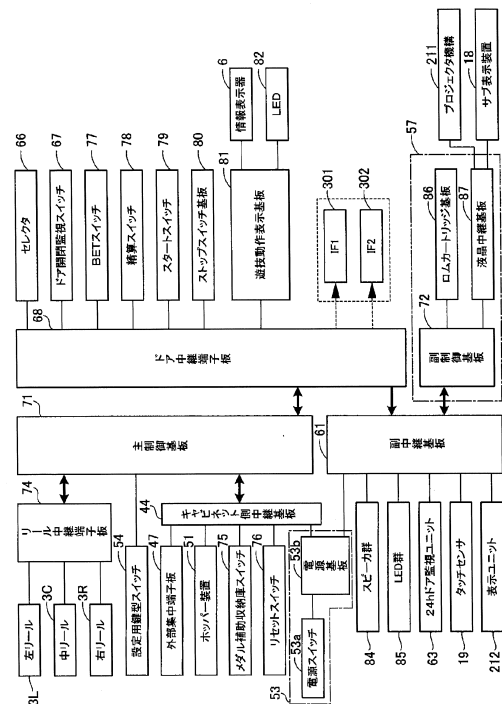 66
セレクタ
67
ドア開閉監視スイッチ
77
BETスイッチ
78
精算スイッチ
79
スタートスイッチ
80
ストップスイッチ基板
81
遊技動作表示基板
6
情報表示器
82
LED
301
IF1
302
IF2
68
ドア中継端子板
57
211
プロジェクタ機構
18
サブ表示装置
86
ロムカートリッジ基板
87
液晶中継基板
72
副制御基板
71
主制御基板
61
副中継基板
74
リール中継端子板
44
キャビネット側中継基板
3L
左リール
3C
中リール
3R
右リール
54
設定用鍵型スイッチ
47
外部集中端子板
51
ホッパー装置
75
メダル補助収納庫スイッチ
76
リセットスイッチ
53
53a
電源スイッチ
53b
電源基板
84
スピーカ群
85
LED群
63
24hドア監視ユニット
19
タッチセンサ
212
表示ユニット